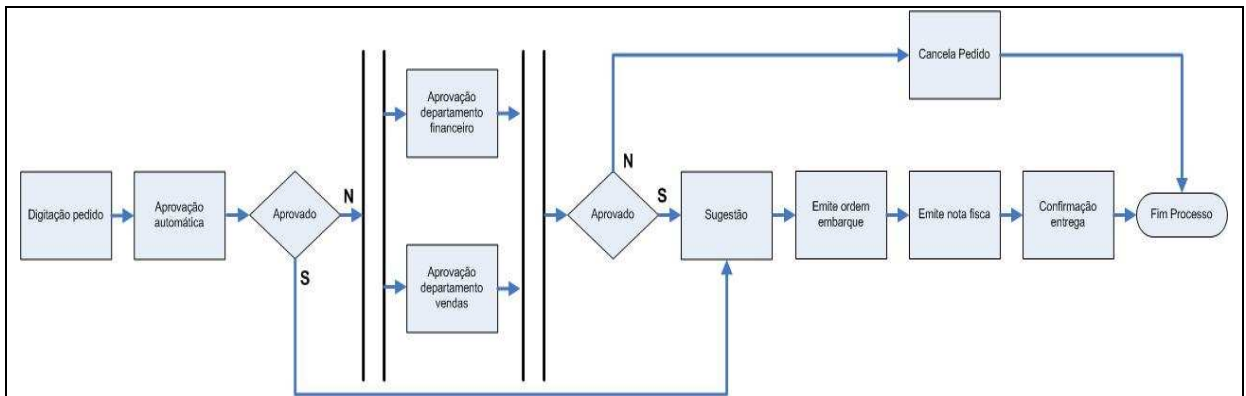 Digitação pedido
Aprovação
automática
Aprovado
N
S
Aprovação
departamento
financeiro
Aprovação
departamento
vendas
Aprovado
N
S
Cancela Pedido
Sugestão
Emite ordem
embarque
Emite nota fisca
Confirmação
entrega
Fim Processo